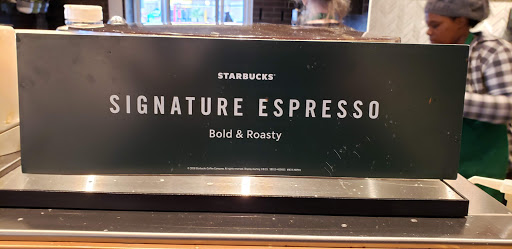 STARBUCKS
SIGNATURE ESPRESSO
Bold & Roasty